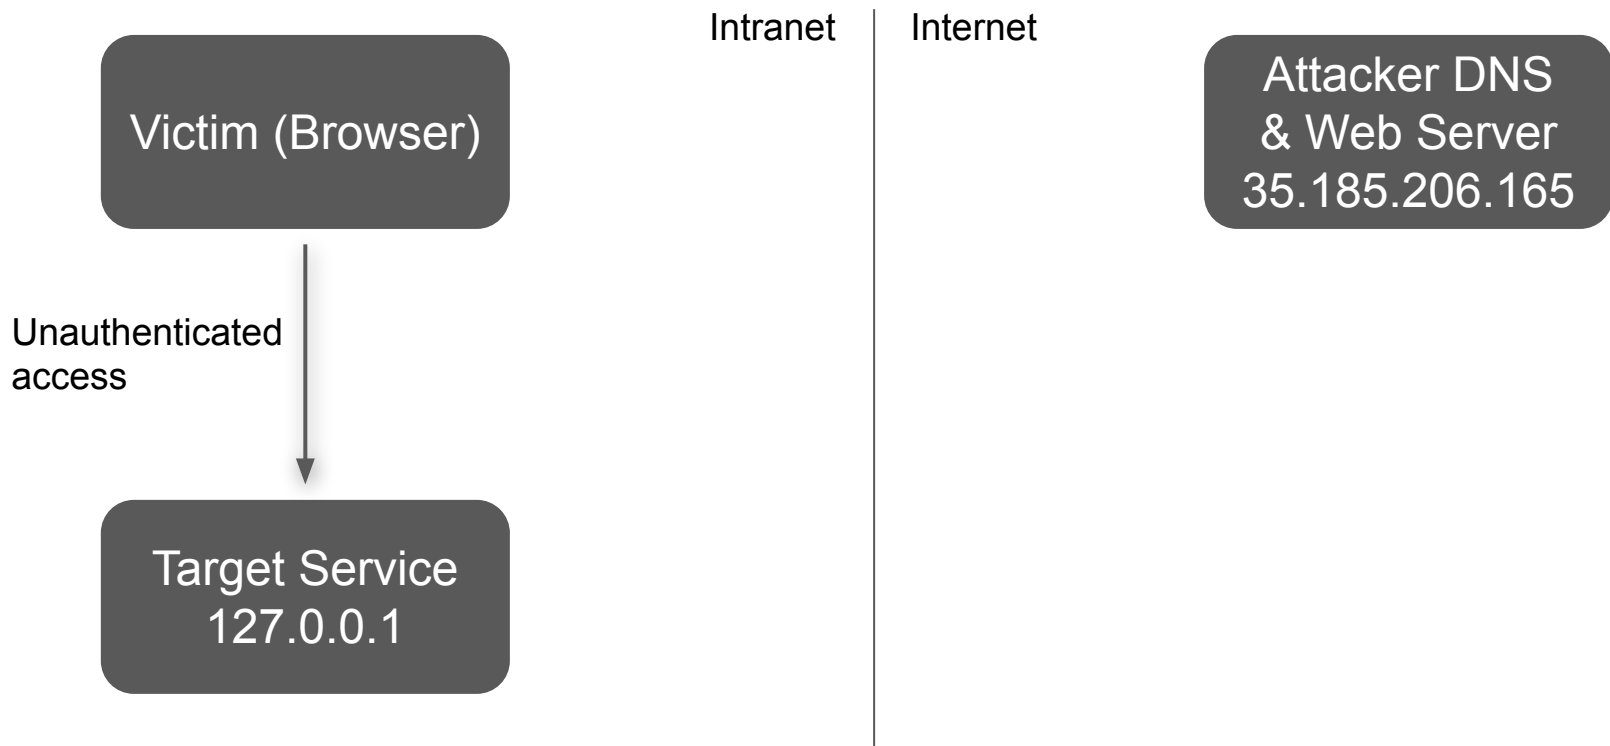 Intranet
Internet
Victim (Browser)
Attacker DNS
& Web Server
35.185.206.165
Unauthenticated
access
Target Service
127.0.0.1